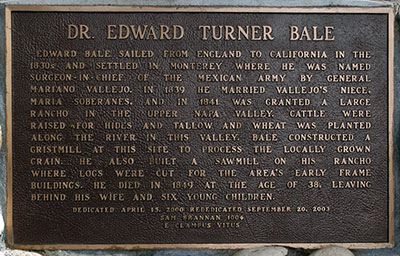 DR. EDWARD TURNER BALE
EDWARD BALE SAILED FROM ENGLAND TO CALIFORNIA IN THE
1830s AND SETTLED IN MONTEREY WHERE HE WAS NAMED
SURGEON-IN-CHIEF OF THE MEXICAN ARMY BY GENERAL
MARIANO VALLEJO. IN 1839 HE MARRIED VALLEJO'S NIECE,
MARIA SOBERANES, AND IN 1841 WAS GRANTED A LARGE
RANCHO IN THE UPPER NAPA VALLEY. CATTLE WERE
RAISED FOR HIDES AND TALLOW AND WHEAT WAS PLANTED
ALONG THE RIVER IN THIS VALLEY. BALE CONSTRUCTED A
GRISTMILL AT THIS SITE TO PROCESS THE LOCALLY GROWN
GRAIN. HE ALSO BUILT A SAWMILL ON HIS RANCHO
WHERE LOGS WERE CUT FOR THE AREA'S EARLY FRAME
BUILDINGS. HE DIED IN 1849 AT THE AGE OF 38, LEAVING
BEHIND HIS WIFE AND SIX YOUNG CHILDREN.
DEDICATED APRIL 15, 2000 REDEDICATED SEPTEMBER 20, 2003
SAM BRANNAN 1004
E CLAMPUS VITUS